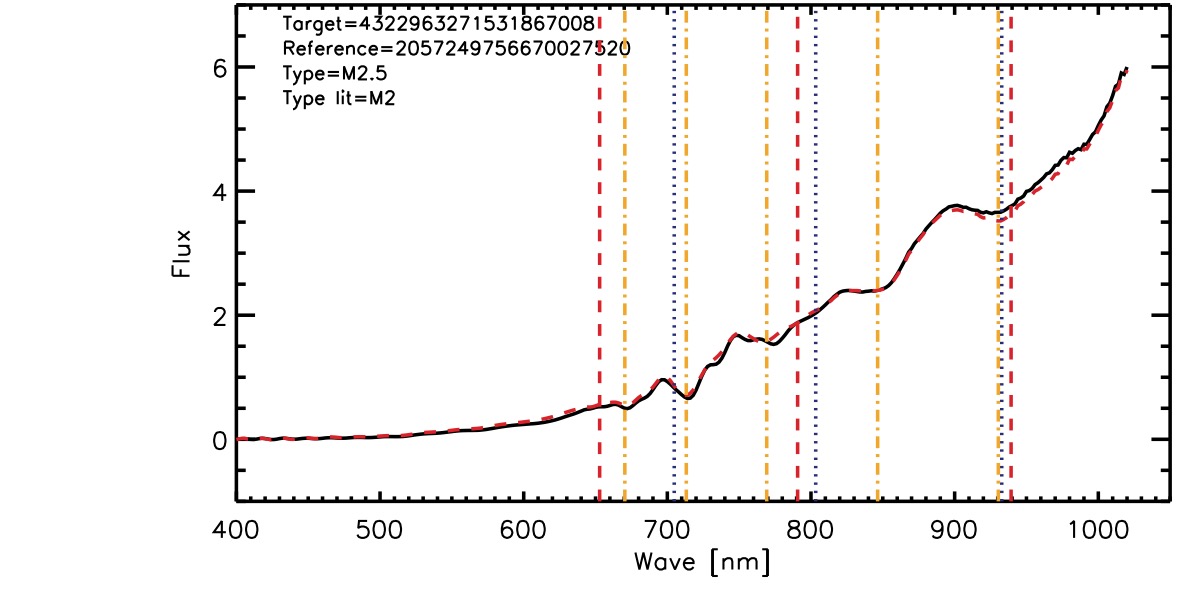 Target=4322963271531867008
Reference=2057249756670027520
Type=M2.5
Type lit=M2
6
4
2
0
Flux
400 500 600 700 800 900 1000
Wave [nm]